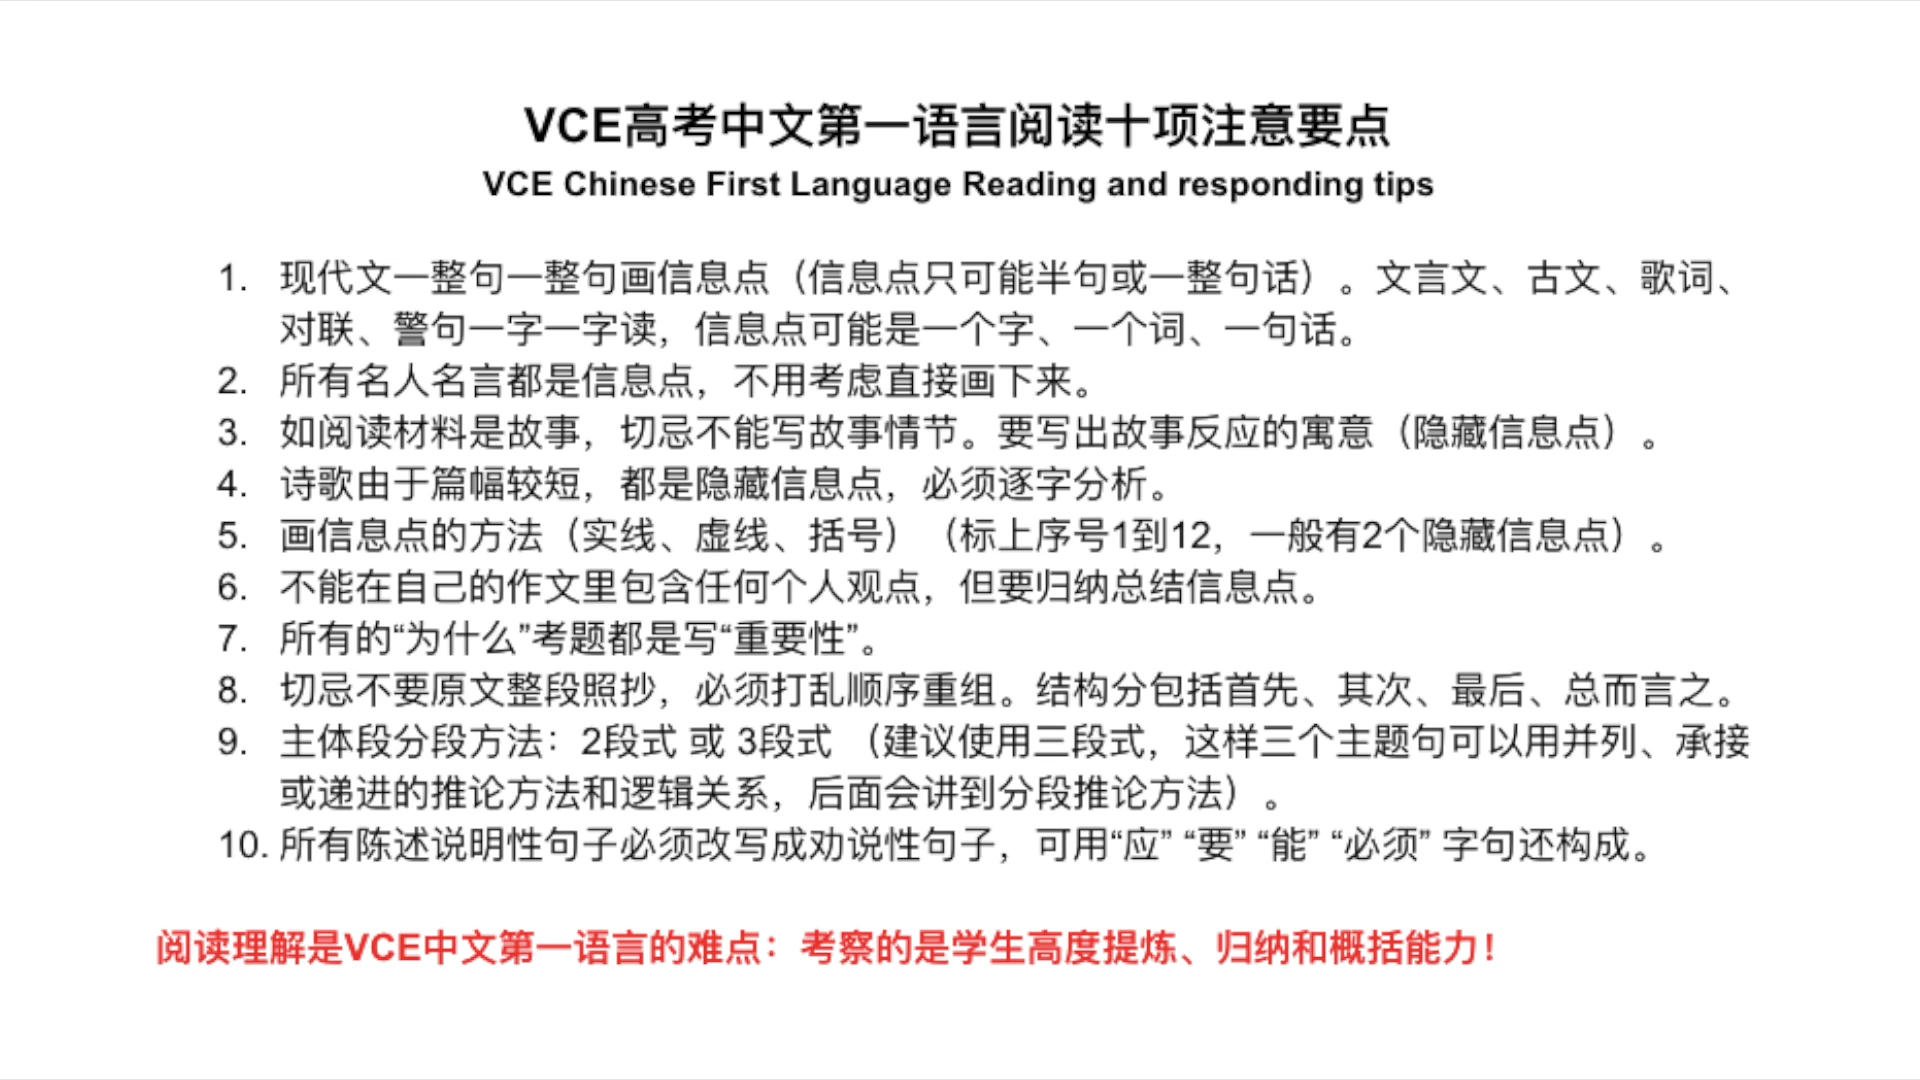 VCE高考中文第一语言阅读十项注意要点
VCE Chinese First Language Reading and responding tips
1. 现代文一整句一整句画信息点（信息点只可能半句或一整句话）。文言文、古文、歌词、
对联、警句一字一字读，信息点可能是一个字、一个词、一句话。
2. 所有名人名言都是信息点，不用考虑直接画下来。
3. 如阅读材料是故事，切忌不能写故事情节。要写出故事反应的寓意（隐藏信息点）。
4. 诗歌由于篇幅较短，都是隐藏信息点，必须逐字分析。
5. 画信息点的方法（实线、虚线、括号）（标上序号1到12，一般有2个隐藏信息点）。
6. 不能在自己的作文里包含任何个人观点，但要归纳总结信息点。
7. 所有的“为什么”考题都是写“重要性”。
8. 切忌不要原文整段照抄，必须打乱顺序重组。结构分包括首先、其次、最后、总而言之。
9. 主体段分段方法：2段式 或 3段式 （建议使用三段式，这样三个主题句可以用并列、承接
或递进的推论方法和逻辑关系，后面会讲到分段推论方法）。
10. 所有陈述说明性句子必须改写成劝说性句子，可用“应” “要” “能” “必须” 字句还构成。
阅读理解是VCE中文第一语言的难点：考察的是学生高度提炼、归纳和概括能力！